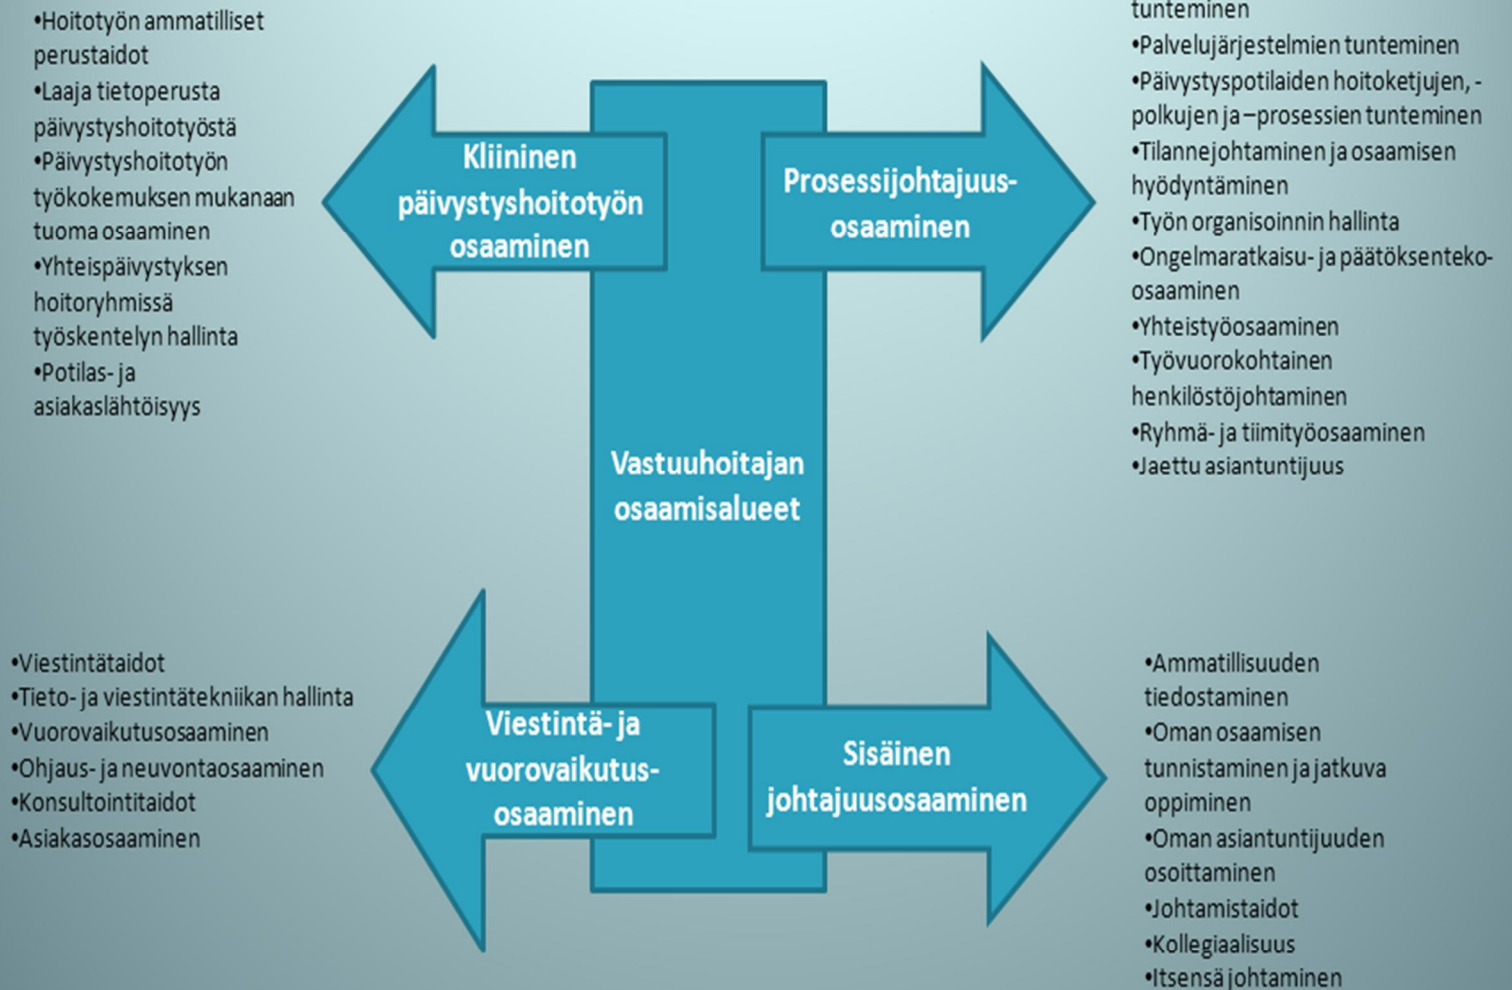 •Hoitotyön ammatilliset
perustaidot
•Laaja tietoperusta
päivystyshoitotyöstä
•Päivystyshoitotyön
työkokemuksen mukanaan
tuoma osaaminen
•Yhteispäivystyksen
hoitoryhmissä
työskentelyn hallinta
•Potilas- ja
asiakaslähtöisyys
Kliininen
päivystyshoitotyön
osaaminen
Prosessijohtajuus-
osaaminen
tunteminen
•Palvelujärjestelmien tunteminen
•Päivystyspotilaiden hoitoketjujen, -
polkujen ja –prosessien tunteminen
•Tilannejohtaminen ja osaamisen
hyödyntäminen
•Työn organisoinnin hallinta
•Ongelmaratkaisu- ja päätöksenteko-
osaaminen
•Yhteistyöosaaminen
•Työvuorokohtainen
henkilöstöjohtaminen
•Ryhmä- ja tiimityöosaaminen
•Jaettu asiantuntijuus
Vastuuhoitajan
osaamisalueet
•Viestintätaidot
•Tieto- ja viestintätekniikan hallinta
•Vuorovaikutusosaaminen
•Ohjaus- ja neuvontaosaaminen
•Konsultointitaidot
•Asiakasosaaminen
Viestintä- ja
vuorovaikutus-
osaaminen
Sisäinen
johtajuusosaaminen
•Ammatillisuuden
tiedostaminen
•Oman osaamisen
tunnistaminen ja jatkuva
oppiminen
•Oman asiantuntijuuden
osoittaminen
•Johtamistaidot
•Kollegiaalisuus
•Itsensä johtaminen